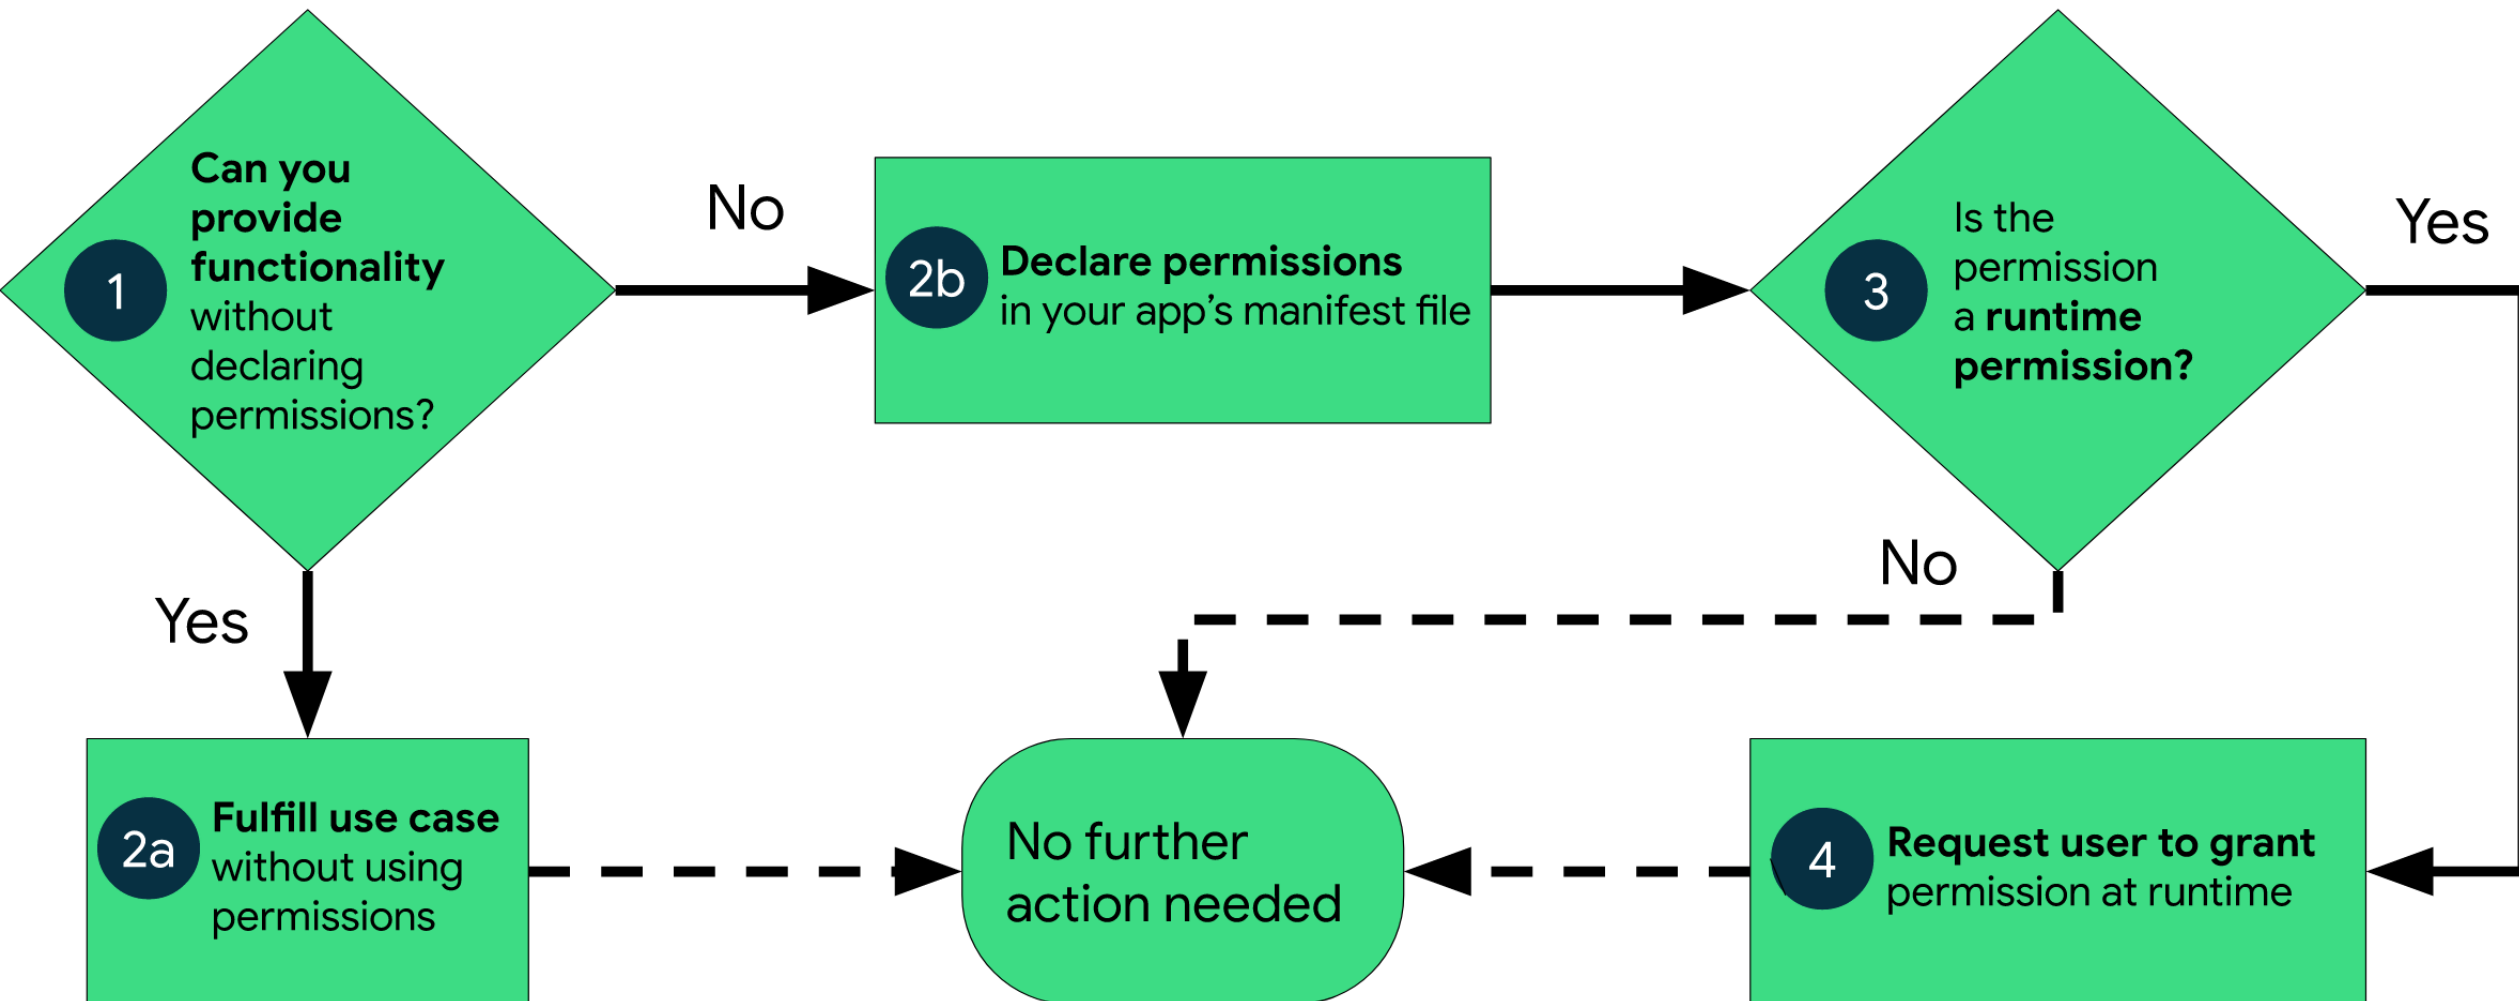 1
Can you
provide
functionality
without
declaring
permissions?
No
2b
Declare permissions
in your app’s manifest file
3
Is the
permission
a runtime
permission?
Yes
No
Yes
2a
Fulfill use case
without using
permissions
No further
action needed
4
Request user to grant
permission at runtime